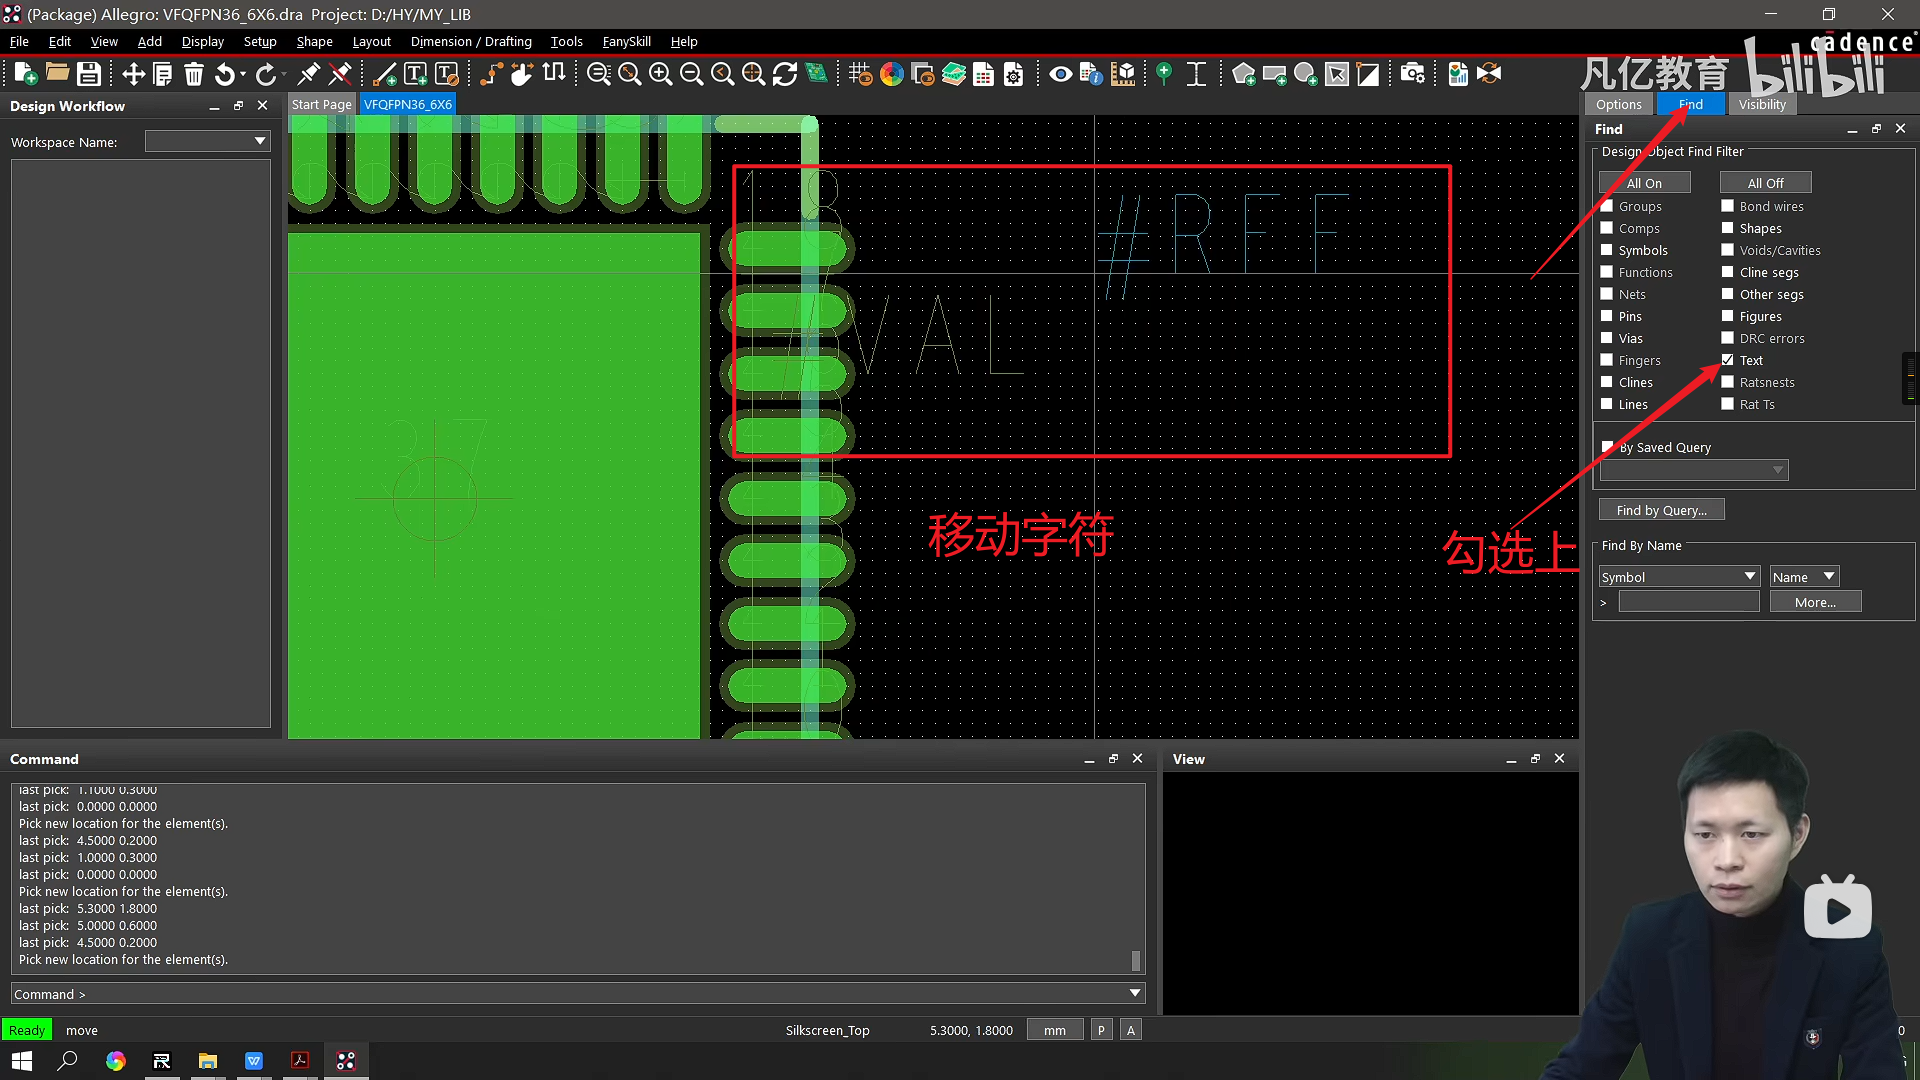 (Package) Allegro: VFQFPN36_6X6.dra  Project: D:/HY/MY_LIB
File Edit View Add Display Setup Shape Layout Dimension / Drafting Tools FanySkill Help
cadence
凡亿教育 bilibili
Design Workflow
Start Page VFQFPN36_6X6
Options Find Visibility
Workspace Name:
Find
Design Object Find Filter
All On All Off
Groups Bond wires
Comps Shapes
Symbols Voids/Cavities
Functions Cline segs
Nets Other segs
Pins Figures
Vias DRC errors
Fingers Text
Clines Ratsnests
Lines Rat Ts
By Saved Query
Find by Query...
Find By Name
Symbol Name
> More...
18
#REF
VAL
37
移动字符
勾选上
Command
last pick:  1.1000 0.3000
last pick:  0.0000 0.0000
Pick new location for the element(s).
last pick:  4.5000 0.2000
last pick:  1.0000 0.3000
last pick:  0.0000 0.0000
Pick new location for the element(s).
last pick:  5.3000 1.8000
last pick:  5.0000 0.6000
last pick:  4.5000 0.2000
Pick new location for the element(s).
Command >
View
Ready move Silkscreen_Top 5.3000, 1.8000 mm P A